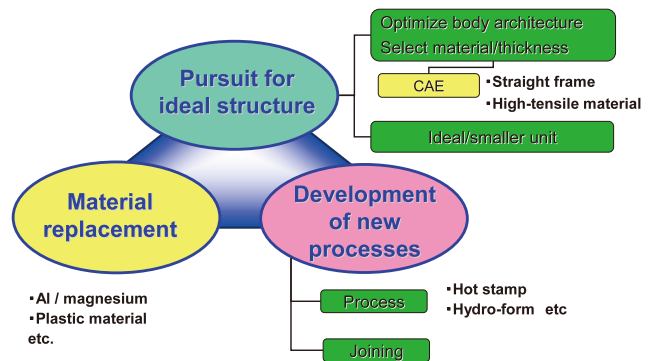 Optimize body architecture
Select material/thickness
Pursuit for
ideal structure
CAE
・Straight frame
・High-tensile material
Ideal/smaller unit
Material
replacement
Development
of new
processes
・Al / magnesium
・Plastic material
etc.
Process
・Hot stamp
・Hydro-form etc
Joining